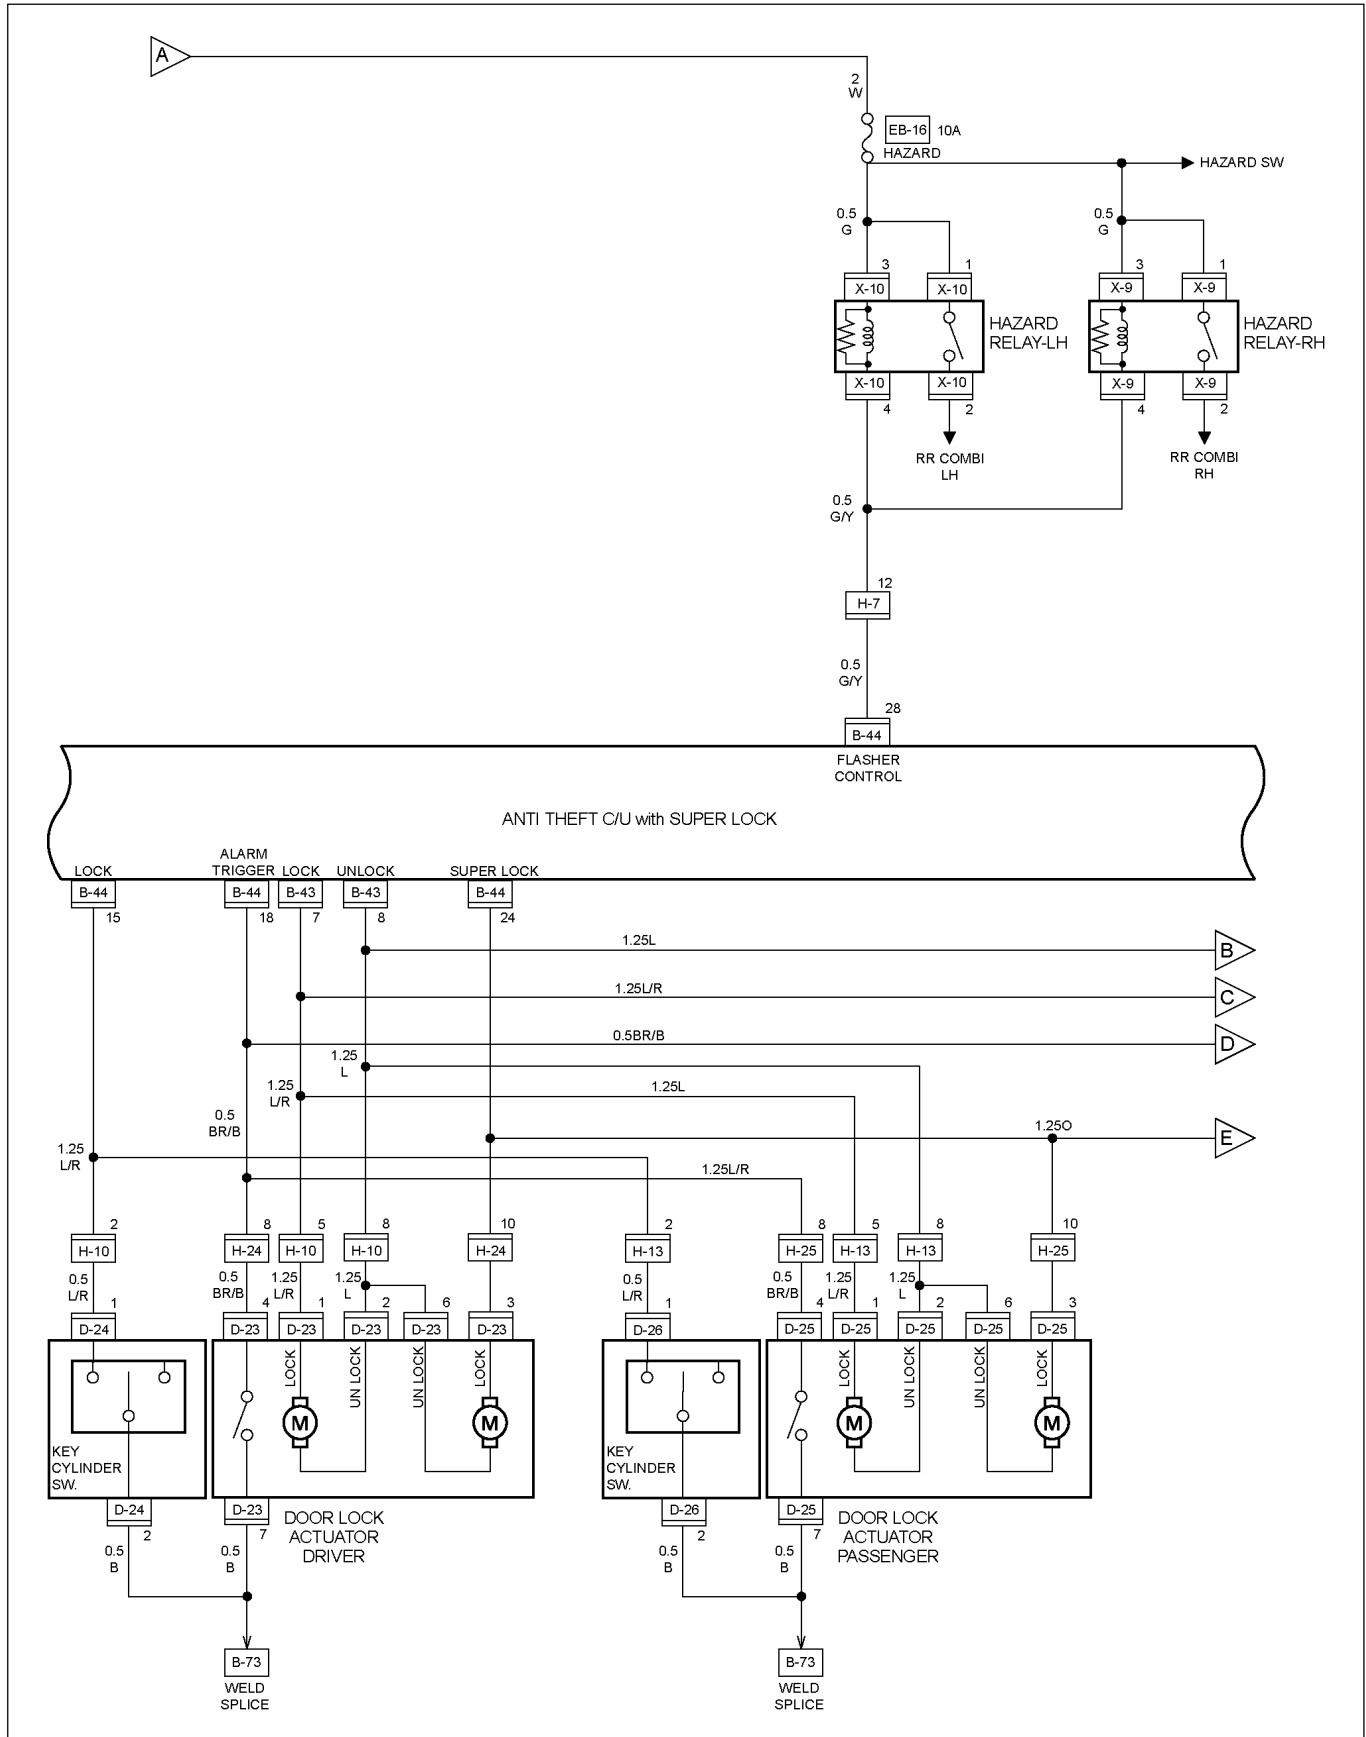 A
2
W
EB-16 10A
HAZARD
HAZARD SW
0.5
G
0.5
G
3 1 3 1
X-10 X-10 X-9 X-9
HAZARD
RELAY-LH
HAZARD
RELAY-RH
X-10 X-10 X-9 X-9
4 2 4 2
RR COMBI
LH
RR COMBI
RH
0.5
G/Y
12
H-7
0.5
G/Y
28
B-44
FLASHER
CONTROL
ANTI THEFT C/U with SUPER LOCK
LOCK
ALARM
TRIGGER
LOCK
UNLOCK
SUPER LOCK
B-44 B-44 B-43 B-43 B-44
15 18 7 8 24
1.25L
B
1.25L/R
C
0.5BR/B
D
1.25
L
1.25
L/R
1.25L
0.5
BR/B
1.25O
E
1.25
L/R
1.25L/R
2 8 5 8 10 2 8 5 8 10
H-10 H-24 H-10 H-10 H-24 H-13 H-25 H-13 H-13 H-25
0.5
L/R
0.5
BR/B
1.25
L/R
1.25
L
0.5
L/R
0.5
BR/B
1.25
L/R
1.25
L
1 4 1 2 6 3 1 4 1 2 6 3
D-24 D-23 D-23 D-23 D-23 D-23 D-26 D-25 D-25 D-25 D-25 D-25
LOCK
UN LOCK
UN LOCK
LOCK
LOCK
UN LOCK
UN LOCK
LOCK
M M M M
KEY
CYLINDER
SW.
KEY
CYLINDER
SW.
D-24 D-23 D-26 D-25
2 7 2 7
DOOR LOCK
ACTUATOR
DRIVER
DOOR LOCK
ACTUATOR
PASSENGER
0.5
B
0.5
B
0.5
B
0.5
B
B-73
WELD
SPLICE
B-73
WELD
SPLICE